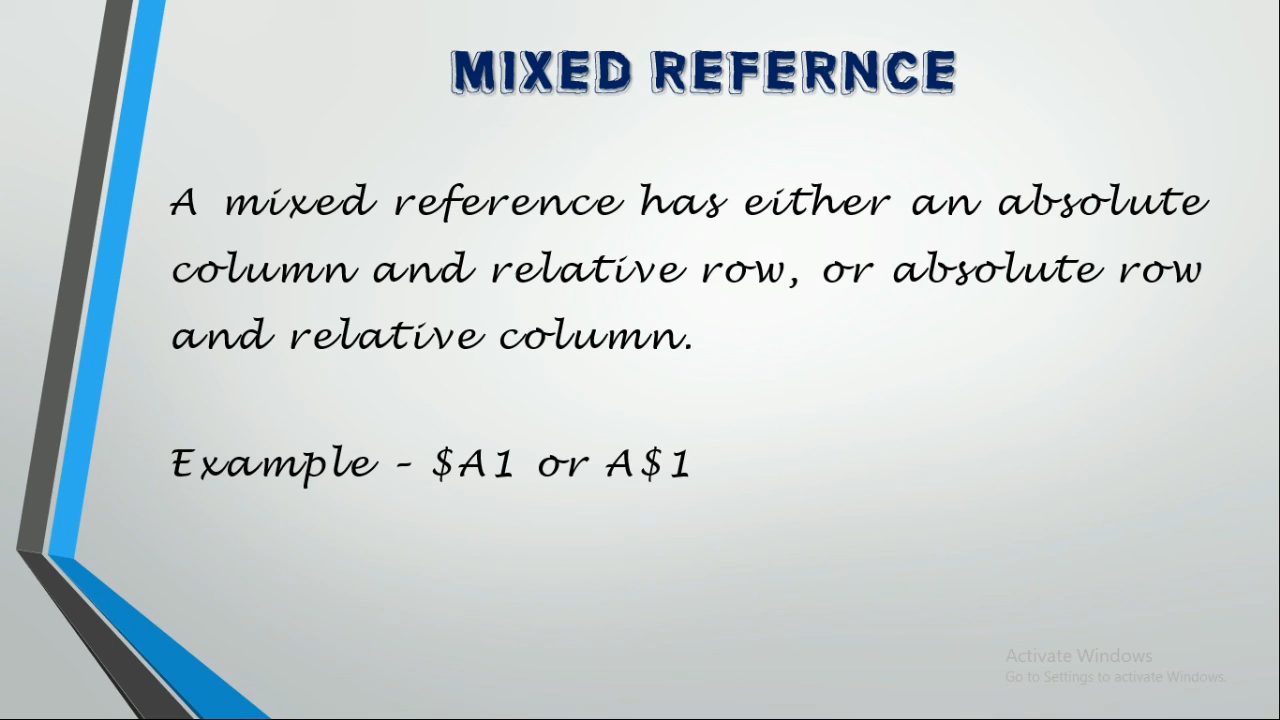 MIXED REFERNCE
A mixed reference has either an absolute
column and relative row, or absolute row
and relative column.
Example – $A1 or A$1
Activate Windows
Go to Settings to activate Windows.